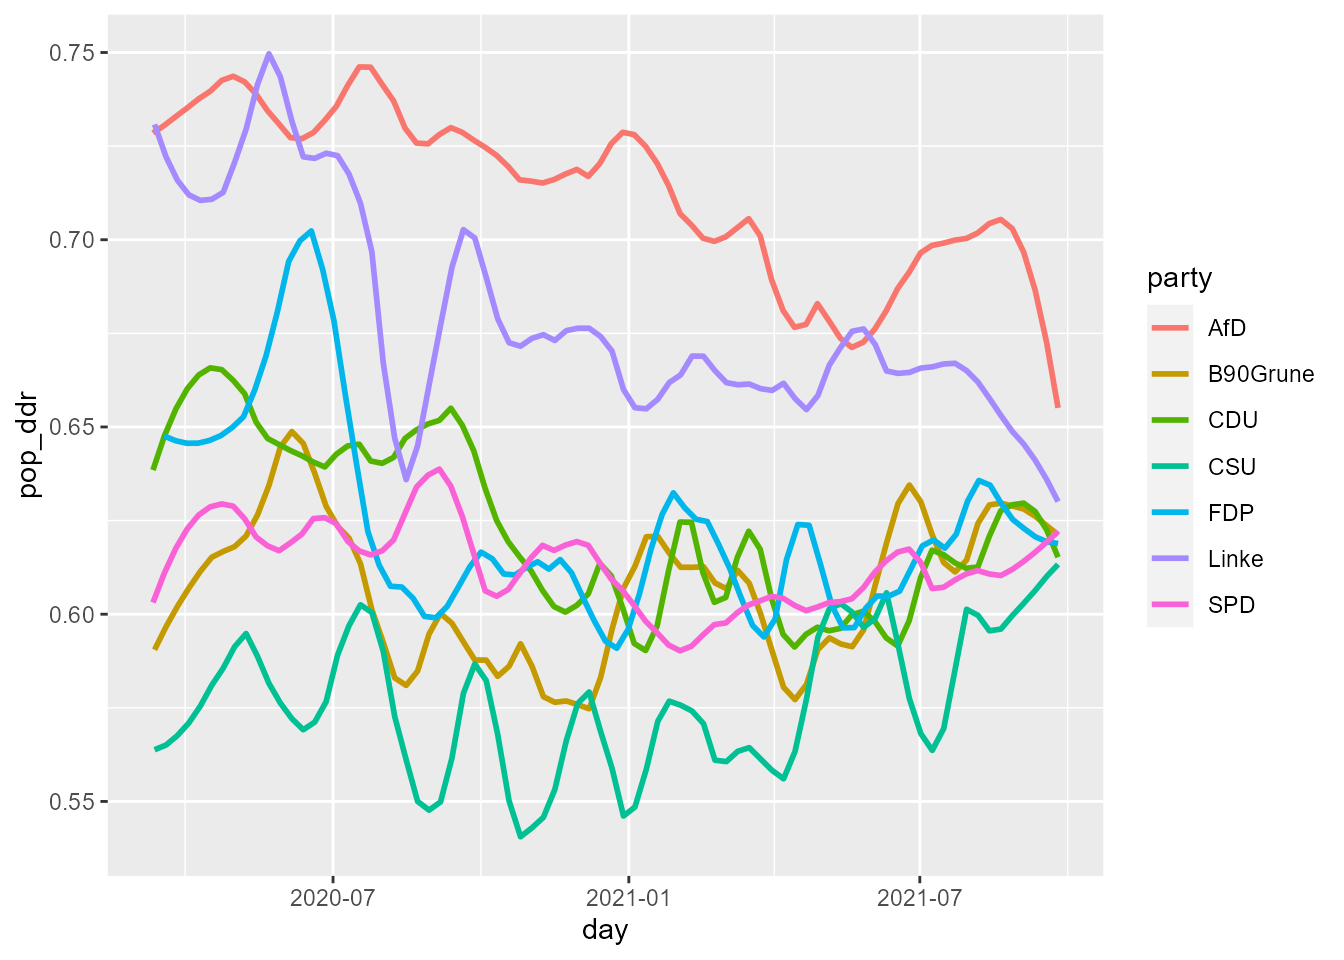 0.75
0.70
0.65
0.60
0.55
pop_ddr
2020-07
2021-01
2021-07
day
party
AfD
B90Grune
CDU
CSU
FDP
Linke
SPD